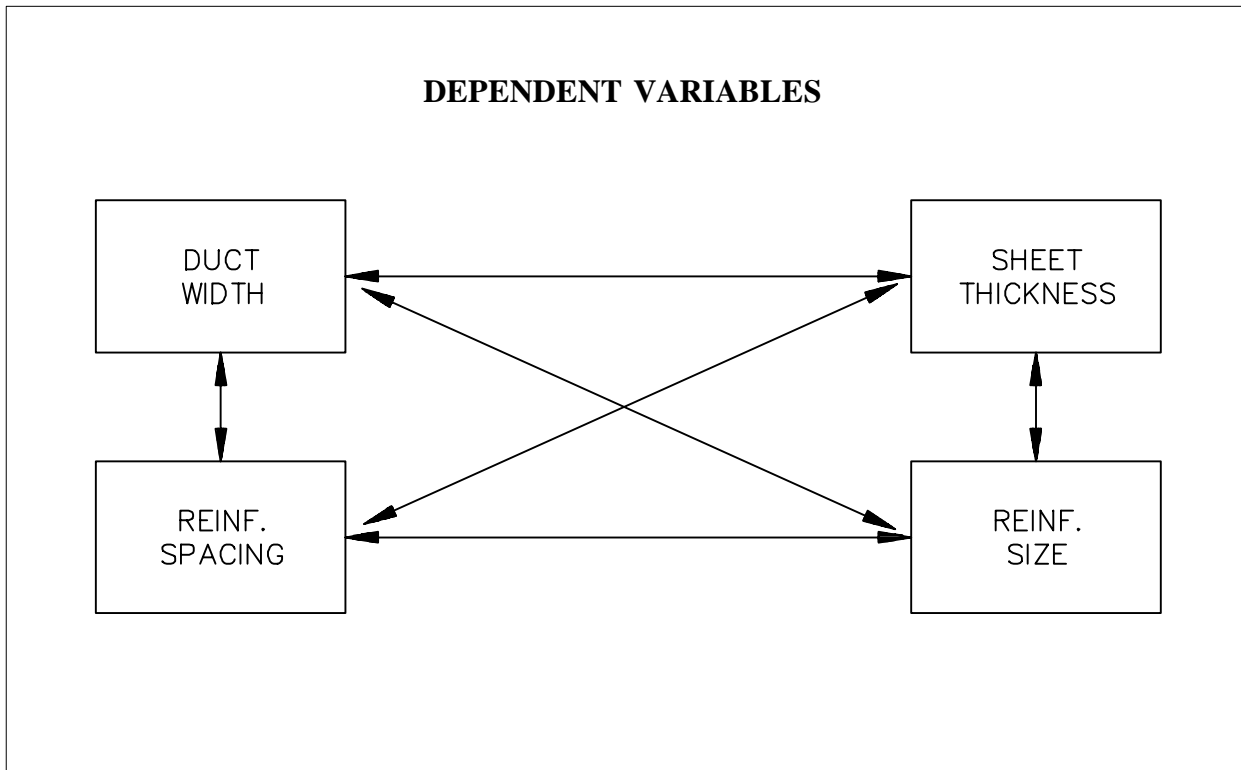 DEPENDENT VARIABLES
DUCT
WIDTH
SHEET
THICKNESS
REINF.
SPACING
REINF.
SIZE